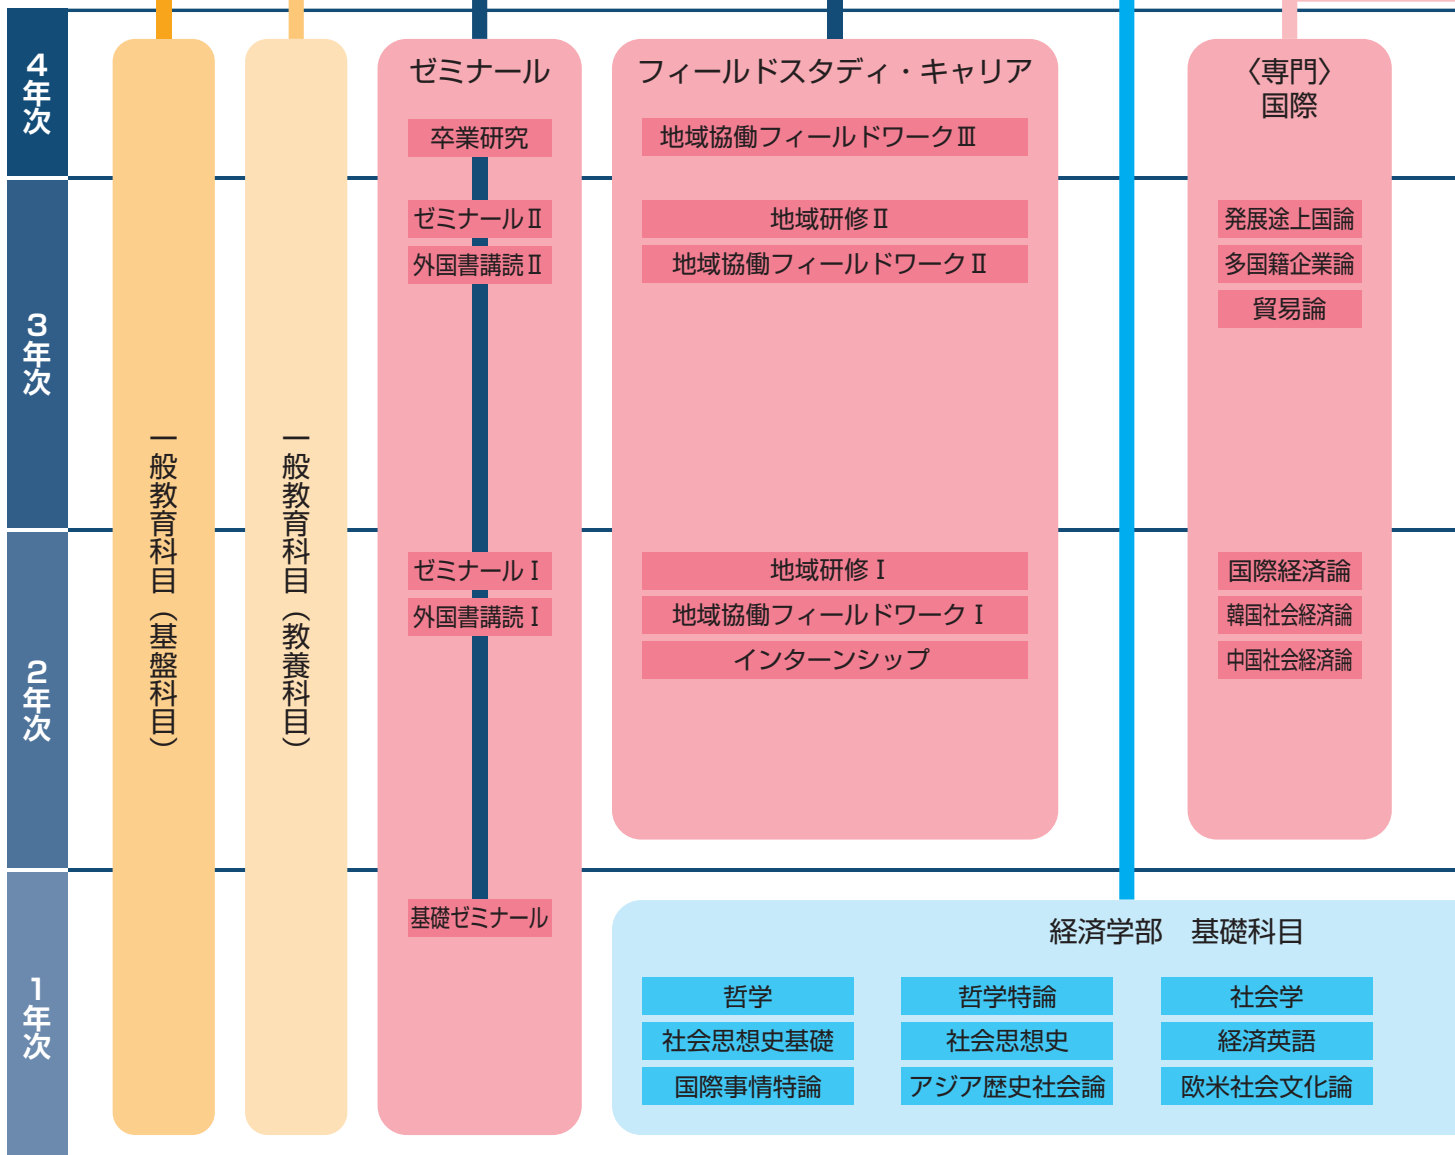 4年次
3年次
2年次
1年次
一般教育科目（基盤科目）
一般教育科目（教養科目）
ゼミナール
卒業研究
ゼミナールⅡ
外国書講読Ⅱ
ゼミナールⅠ
外国書講読Ⅰ
基礎ゼミナール
フィールドスタディ・キャリア
地域協働フィールドワークⅢ
地域研修Ⅱ
地域協働フィールドワークⅡ
地域研修Ⅰ
地域協働フィールドワークⅠ
インターンシップ
〈専門〉
国際
発展途上国論
多国籍企業論
貿易論
国際経済論
韓国社会経済論
中国社会経済論
経済学部　基礎科目
哲学
哲学特論
社会学
社会思想史基礎
社会思想史
経済英語
国際事情特論
アジア歴史社会論
欧米社会文化論